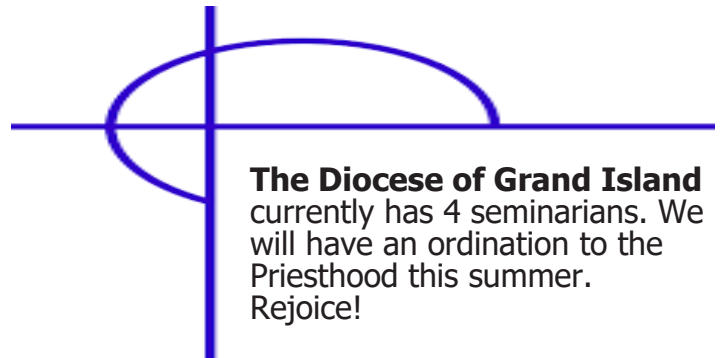 The Diocese of Grand Island
currently has 4 seminarians. We
will have an ordination to the
Priesthood this summer.
Rejoice!